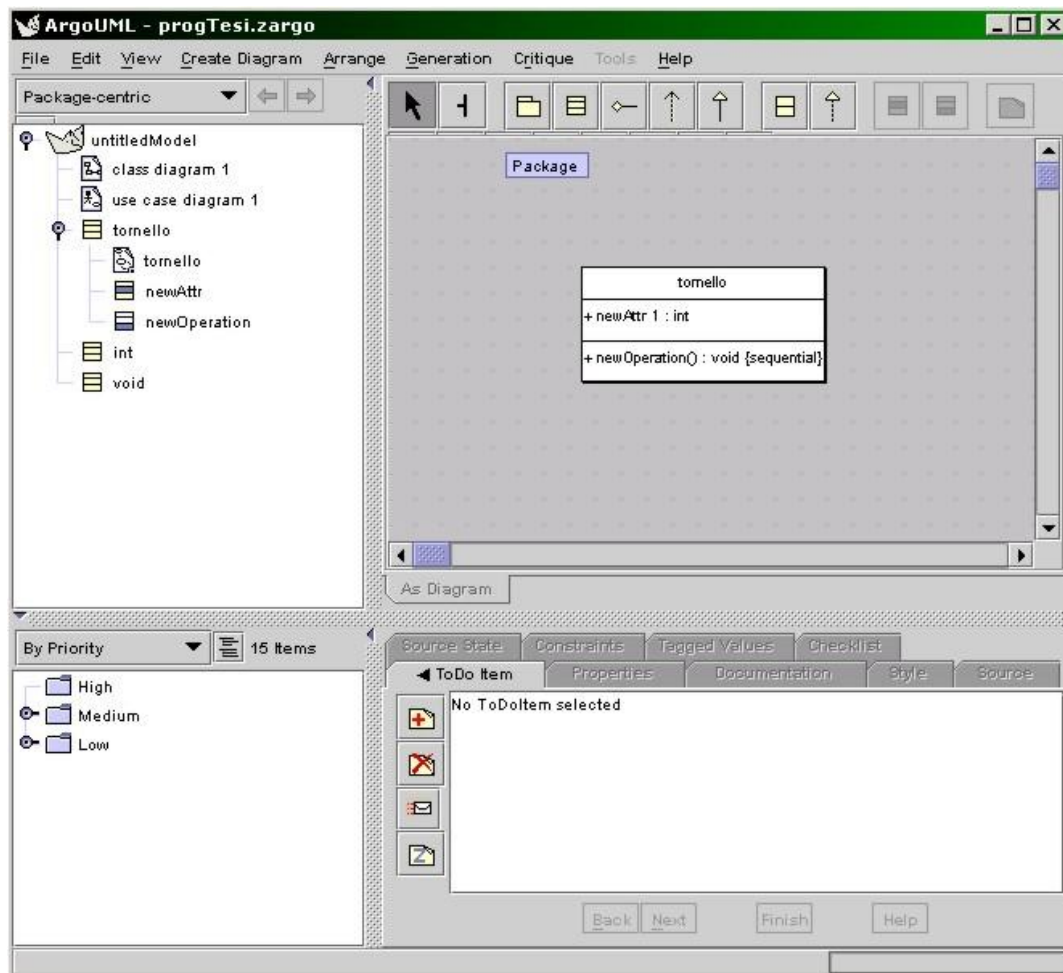 ArgoUML - progTesi.zargo
File Edit View Create Diagram Arrange Generation Critique Tools Help
Package-centric
untitledModel
class diagram 1
use case diagram 1
tornello
tornello
newAttr
newOperation
int
void
Package
tornello
+ newAttr 1 : int
+ newOperation() : void {sequential}
As Diagram
By Priority
15 Items
High
Medium
Low
Source State Constraints Tagged Values Checklist
ToDo Item Properties Documentation Style Source
No ToDoItem selected
Back Next Finish Help